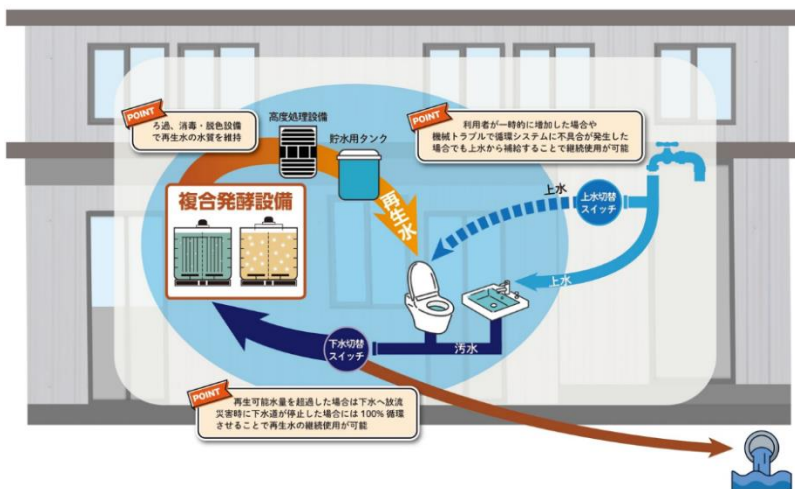 POINT
ろ過、消毒・脱色設備
で再生水の水質を維持
高度処理設備
貯水用タンク
POINT
利用者が一時的に増加した場合や
機械トラブルで循環システムに不具合が発生した
場合でも上水から補給することで継続使用が可能
複合発酵設備
再生水
上水
上水切替
スイッチ
上水
下水切替
スイッチ
汚水
POINT
再生可能水量を超過した場合は下水へ放流
災害時に下水道が停止した場合には 100% 循環
させることで再生水の継続使用が可能